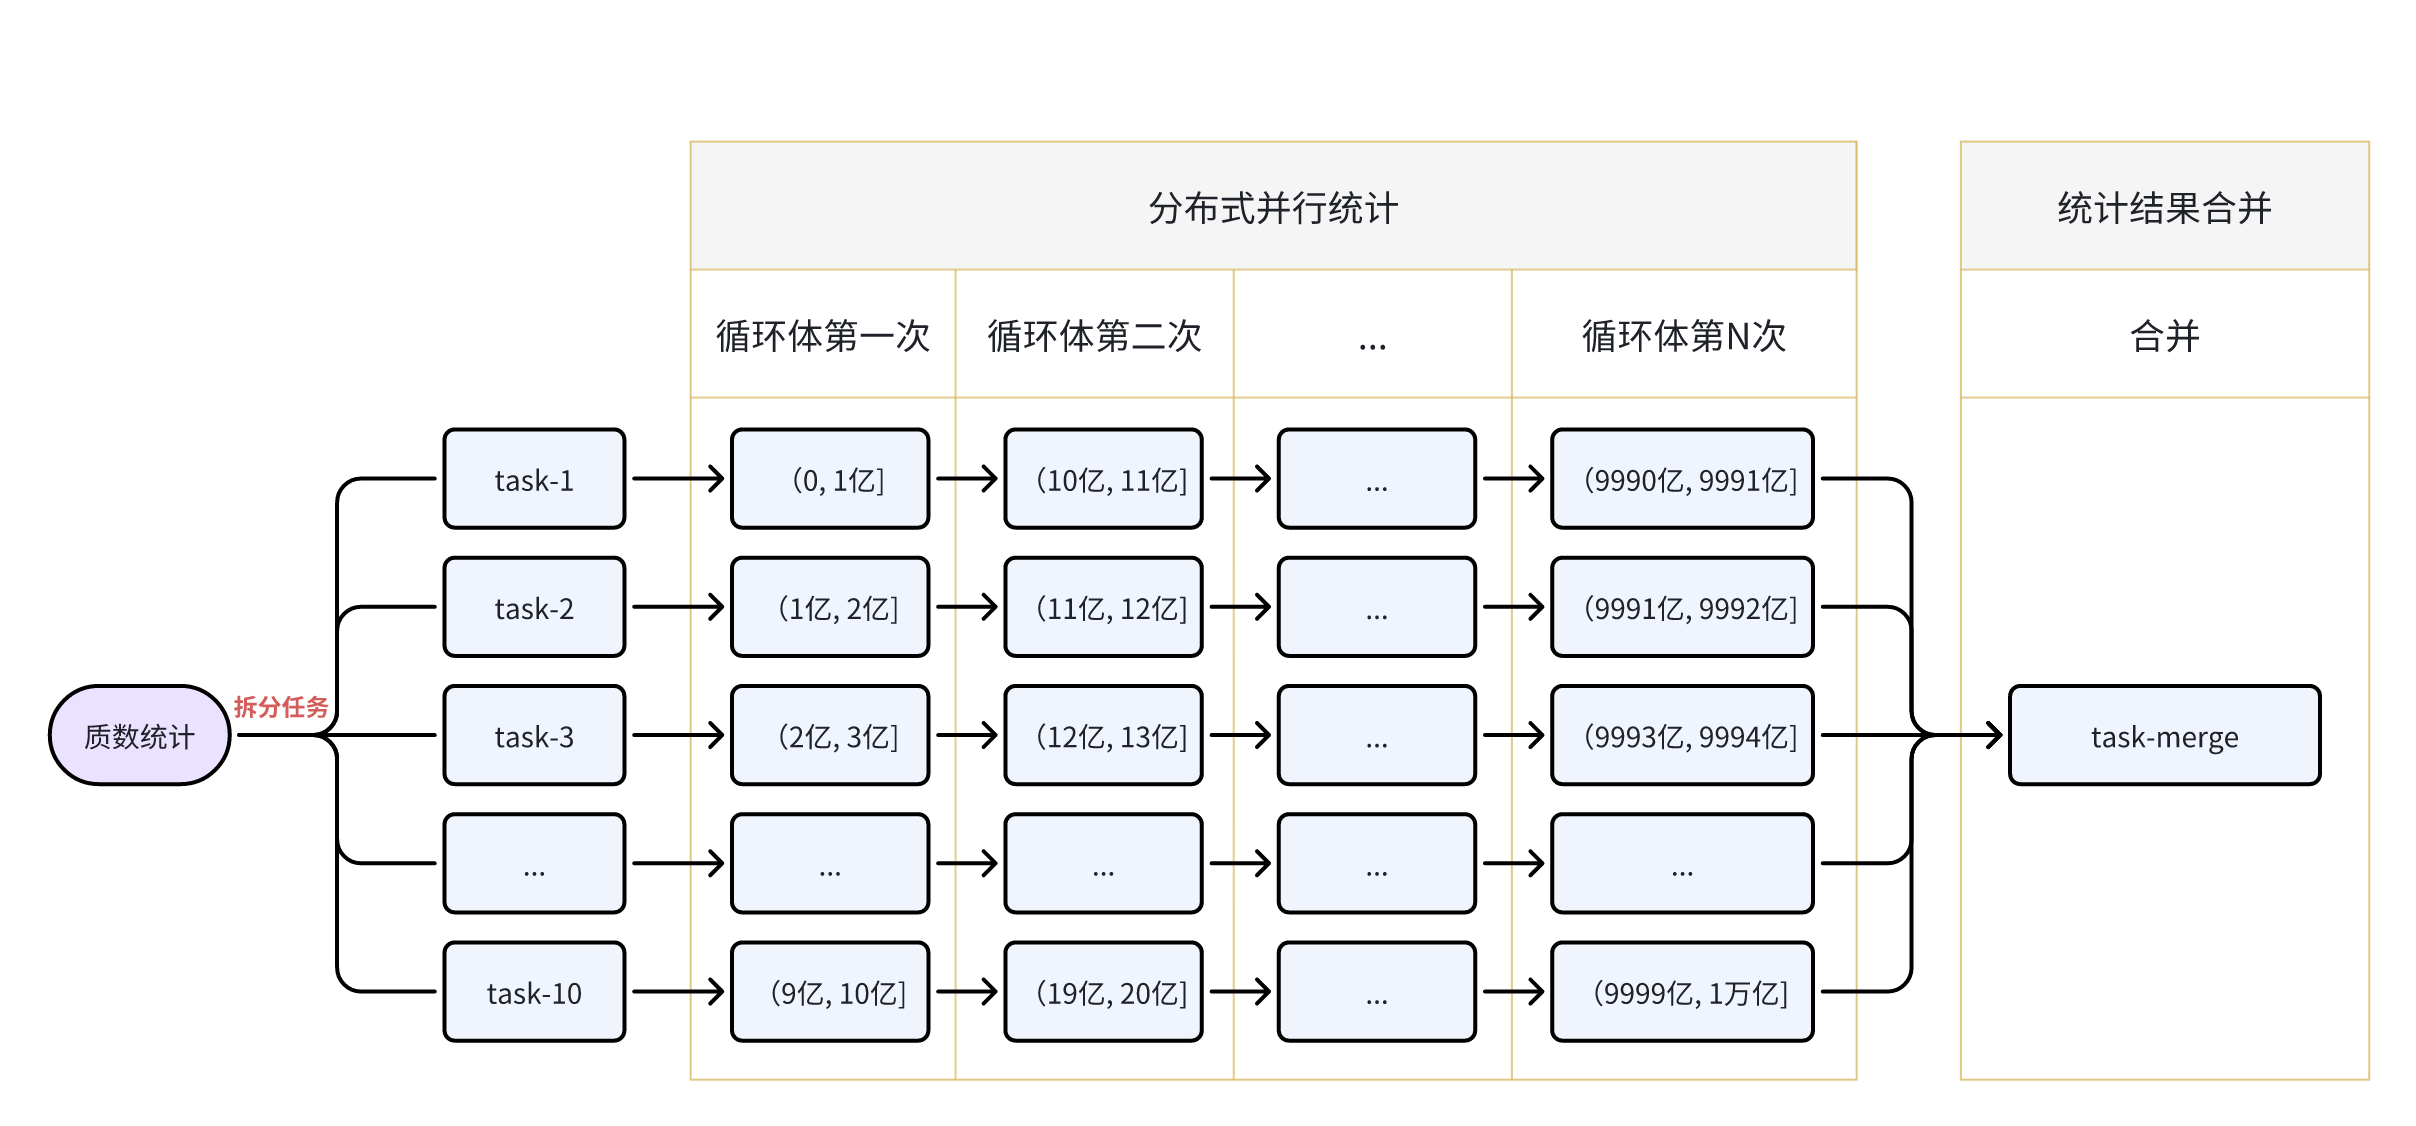 分布式并行统计
统计结果合并
循环体第一次
循环体第二次
...
循环体第N次
合并
task-1
（0, 1亿]
（10亿, 11亿]
...
（9990亿, 9991亿]
task-2
（1亿, 2亿]
（11亿, 12亿]
...
（9991亿, 9992亿]
质数统计
拆分任务
task-3
（2亿, 3亿]
（12亿, 13亿]
...
（9993亿, 9994亿]
task-merge
...
...
...
...
...
task-10
（9亿, 10亿]
（19亿, 20亿]
...
（9999亿, 1万亿]